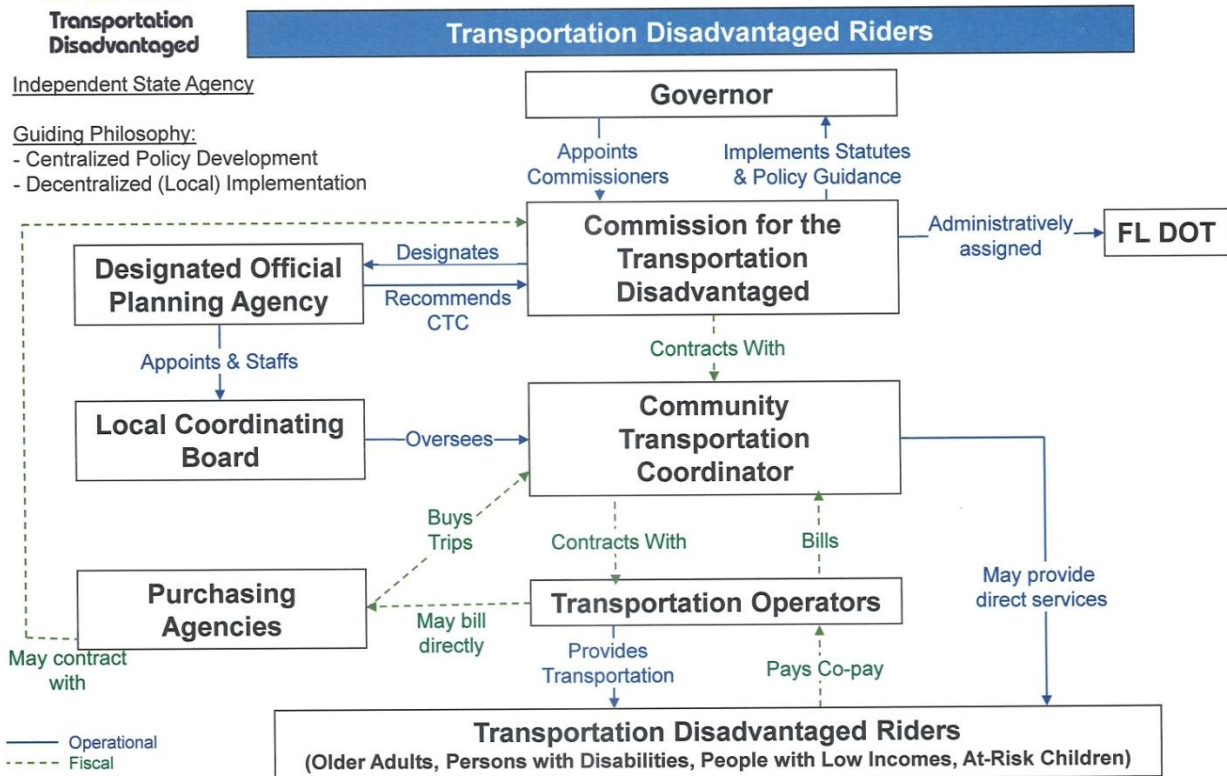 Transportation
Disadvantaged
Transportation Disadvantaged Riders
Independent State Agency
Guiding Philosophy:
- Centralized Policy Development
- Decentralized (Local) Implementation
Governor
Appoints
Commissioners
Implements Statutes
& Policy Guidance
Commission for the
Transportation
Disadvantaged
Administratively
assigned
FL DOT
Designated Official
Planning Agency
Designates
Recommends
CTC
Appoints & Staffs
Contracts With
Local Coordinating
Board
Oversees
Community
Transportation
Coordinator
Buys
Trips
Contracts With
Bills
May provide
direct services
Purchasing
Agencies
May bill
directly
Transportation Operators
May contract
with
Provides
Transportation
Pays Co-pay
Transportation Disadvantaged Riders
(Older Adults, Persons with Disabilities, People with Low Incomes, At-Risk Children)
Operational
Fiscal